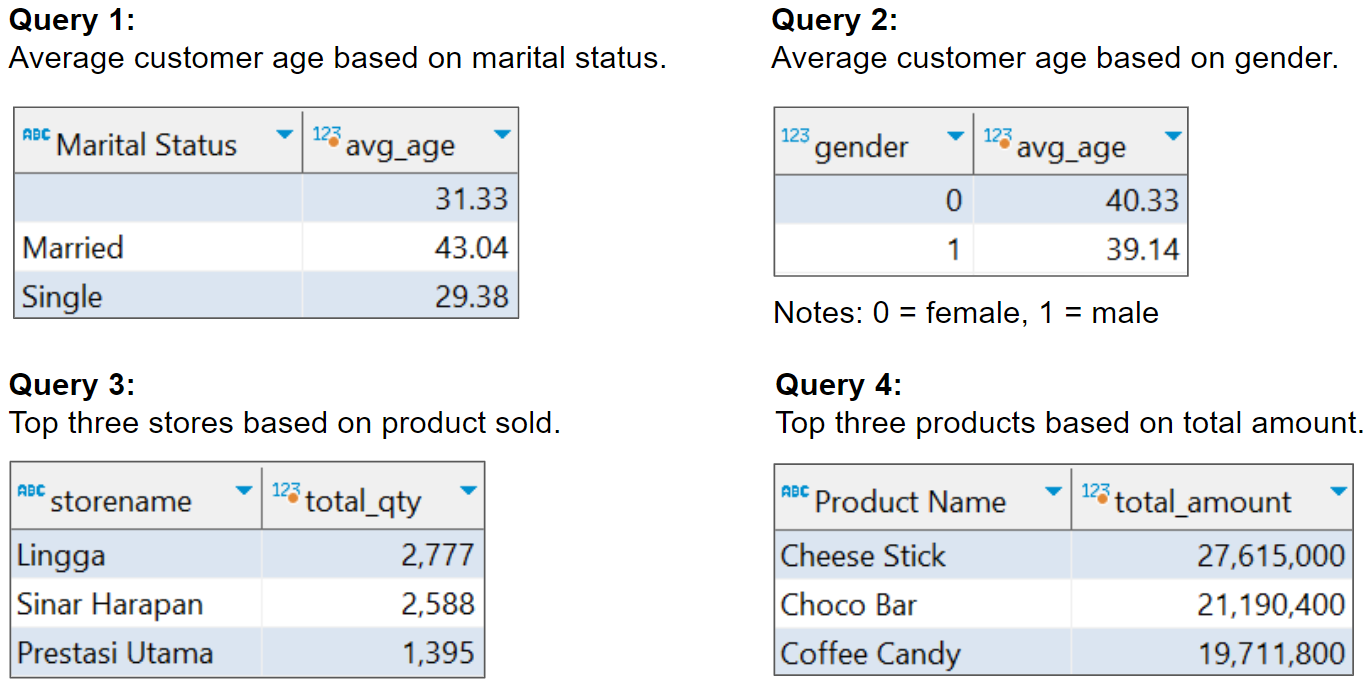 Query 1:
Average customer age based on marital status.
ABC Marital Status 123 avg_age
31.33
Married 43.04
Single 29.38
Query 2:
Average customer age based on gender.
123 gender 123 avg_age
0 40.33
1 39.14
Notes: 0 = female, 1 = male
Query 3:
Top three stores based on product sold.
ABC storename 123 total_qty
Lingga 2,777
Sinar Harapan 2,588
Prestasi Utama 1,395
Query 4:
Top three products based on total amount.
ABC Product Name 123 total_amount
Cheese Stick 27,615,000
Choco Bar 21,190,400
Coffee Candy 19,711,800